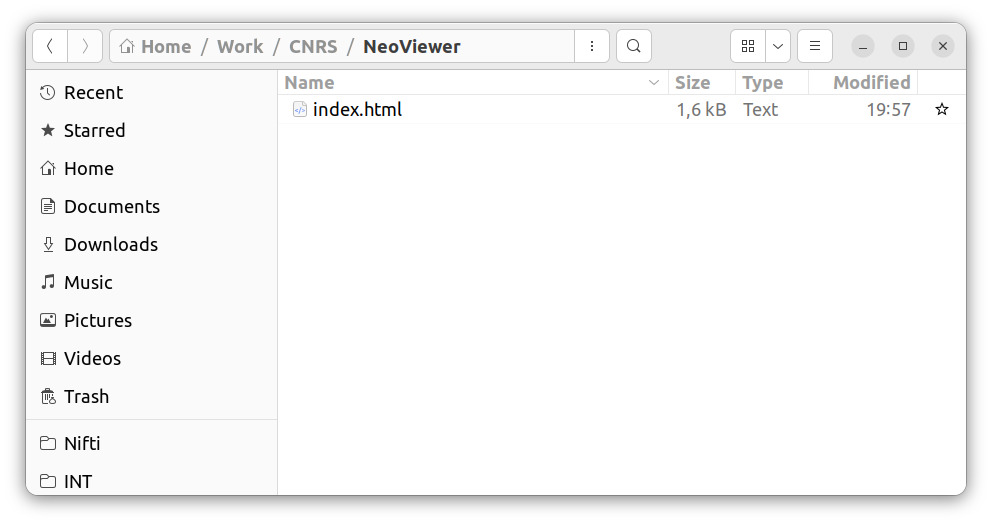 Home / Work / CNRS / NeoViewer
Name Size Type Modified
index.html 1,6 kB Text 19:57
Recent
Starred
Home
Documents
Downloads
Music
Pictures
Videos
Trash
Nifti
INT